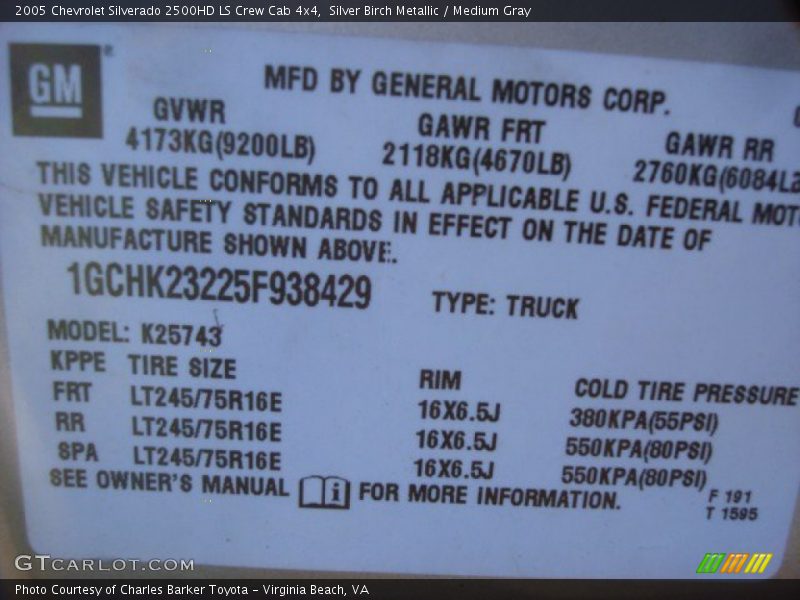 2005 Chevrolet Silverado 2500HD LS Crew Cab 4x4, Silver Birch Metallic / Medium Gray
GM
MFD BY GENERAL MOTORS CORP.
GVWR GAWR FRT GAWR RR
4173KG(9200LB) 2118KG(4670LB) 2760KG(6084LB
THIS VEHICLE CONFORMS TO ALL APPLICABLE U.S. FEDERAL MOT
VEHICLE SAFETY STANDARDS IN EFFECT ON THE DATE OF
MANUFACTURE SHOWN ABOVE.
1GCHK23225F938429 TYPE: TRUCK
MODEL: K25743
KPPE TIRE SIZE RIM COLD TIRE PRESSURE
FRT LT245/75R16E 16X6.5J 380KPA(55PSI)
RR LT245/75R16E 16X6.5J 550KPA(80PSI)
SPA LT245/75R16E 16X6.5J 550KPA(80PSI)
SEE OWNER'S MANUAL i FOR MORE INFORMATION.
F 191
T 1595
GTCARLOT.COM
Photo Courtesy of Charles Barker Toyota - Virginia Beach, VA